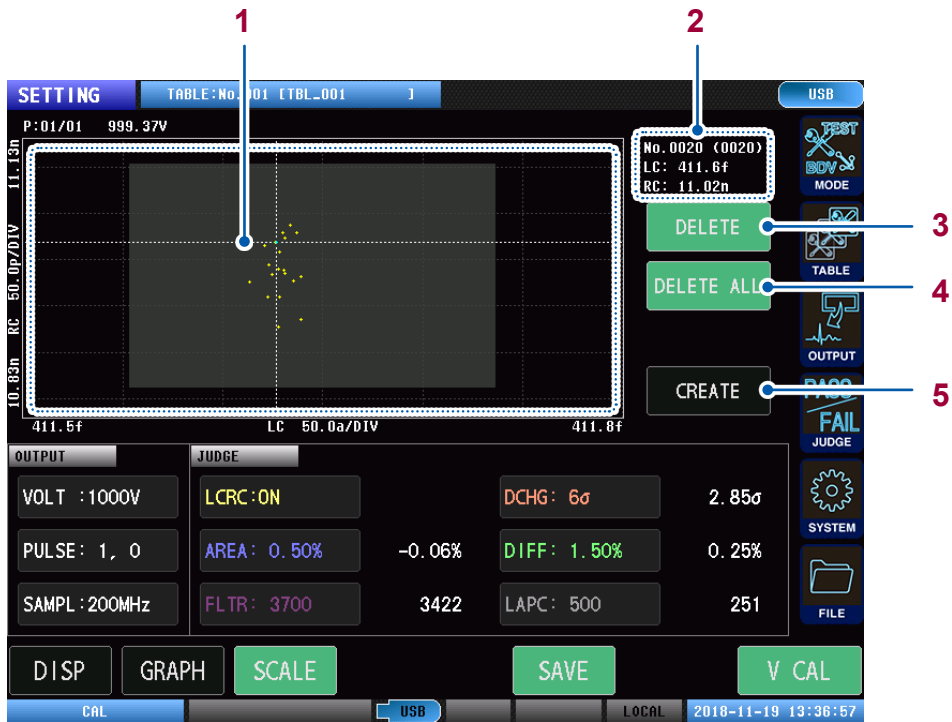 1
2
SETTING TABLE:No.001 [TBL_001 ] USB
P:01/01 999.37V
11.13n
RC 50.0p/DIV
10.83n
411.5f LC 50.0a/DIV 411.8f
No.0020 (0020)
LC: 411.6f
RC: 11.02n
DELETE
3
DELETE ALL
4
CREATE
5
TEST
BDV
MODE
TABLE
OUTPUT
PASS
FAIL
JUDGE
SYSTEM
FILE
OUTPUT JUDGE
VOLT :1000V LCRC:ON DCHG: 6σ 2.85σ
PULSE: 1, 0 AREA: 0.50% -0.06% DIFF: 1.50% 0.25%
SAMPL:200MHz FLTR: 3700 3422 LAPC: 500 251
DISP GRAPH SCALE SAVE V CAL
CAL USB LOCAL 2018-11-19 13:36:57